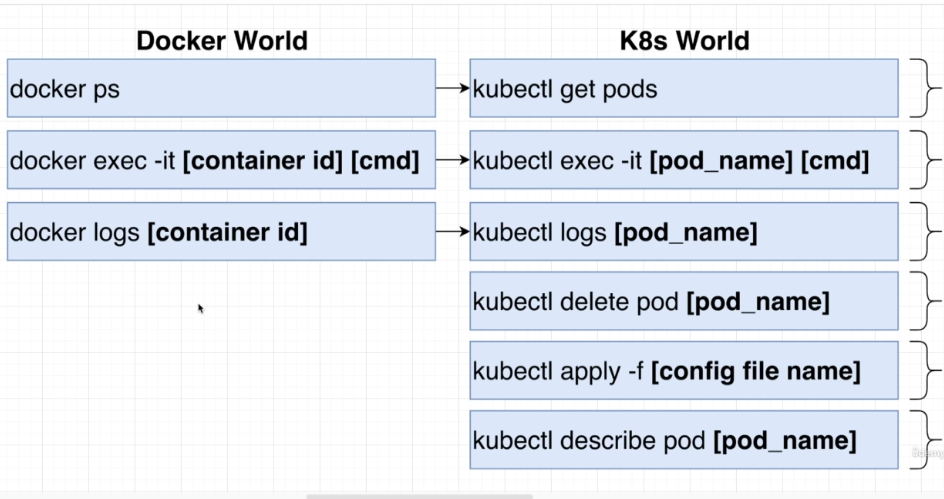 Docker World
K8s World
docker ps
kubectl get pods
docker exec -it [container id] [cmd]
kubectl exec -it [pod_name] [cmd]
docker logs [container id]
kubectl logs [pod_name]
kubectl delete pod [pod_name]
kubectl apply -f [config file name]
kubectl describe pod [pod_name]